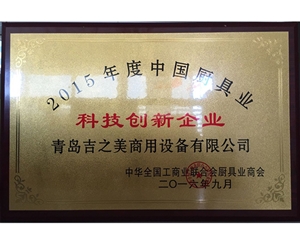 2015年度中国厨具业
科技创新企业
青岛吉之美商用设备有限公司
中华全国工商业联合会厨具业商会
二〇一六年九月